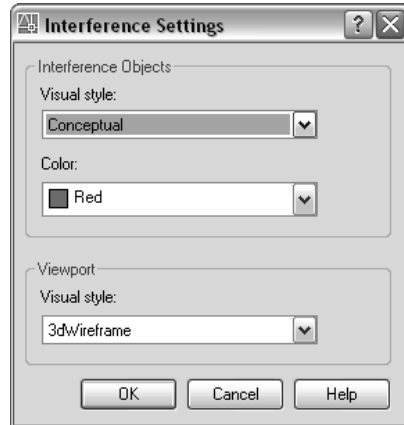 Interference Settings
?
Interference Objects
Visual style:
Conceptual
Color:
Red
Viewport
Visual style:
3dWireframe
OK Cancel Help